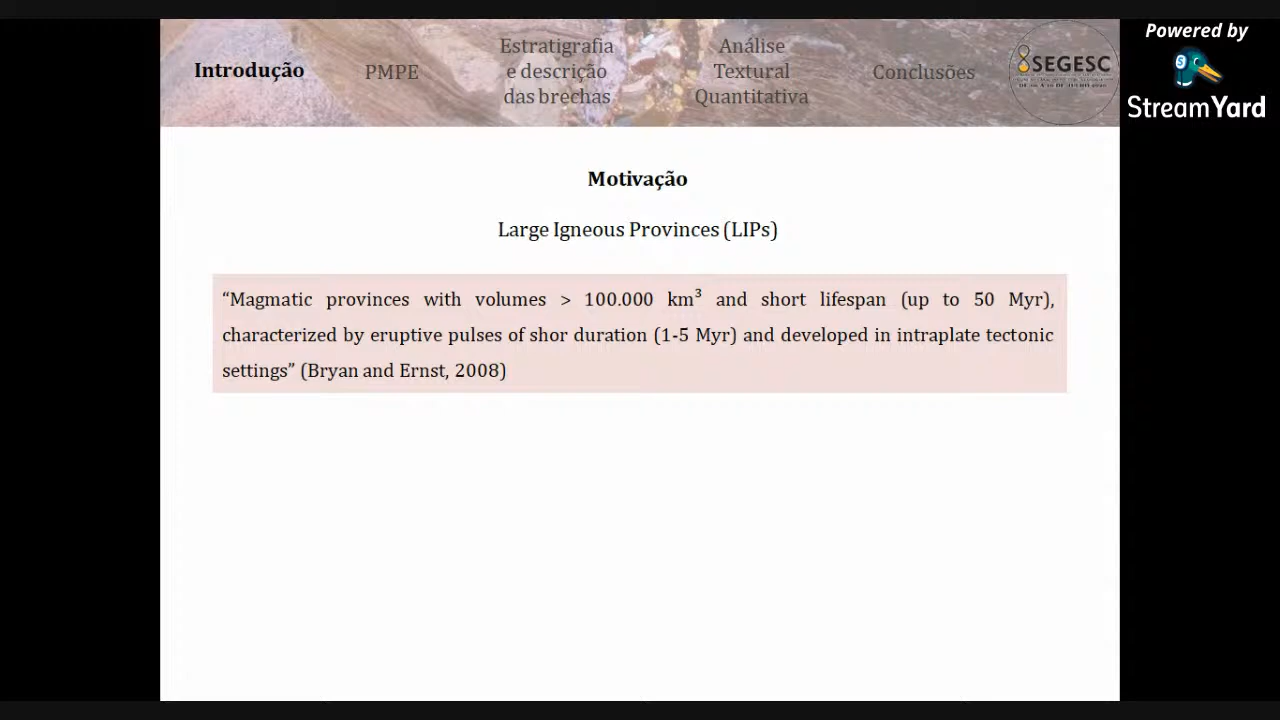 Introdução
PMPE
Estratigrafia
e descrição
das brechas
Análise
Textural
Quantitativa
Conclusões
SEGESC
Powered by
StreamYard
Motivação
Large Igneous Provinces (LIPs)
“Magmatic provinces with volumes > 100.000 km³ and short lifespan (up to 50 Myr),
characterized by eruptive pulses of shor duration (1-5 Myr) and developed in intraplate tectonic
settings” (Bryan and Ernst, 2008)